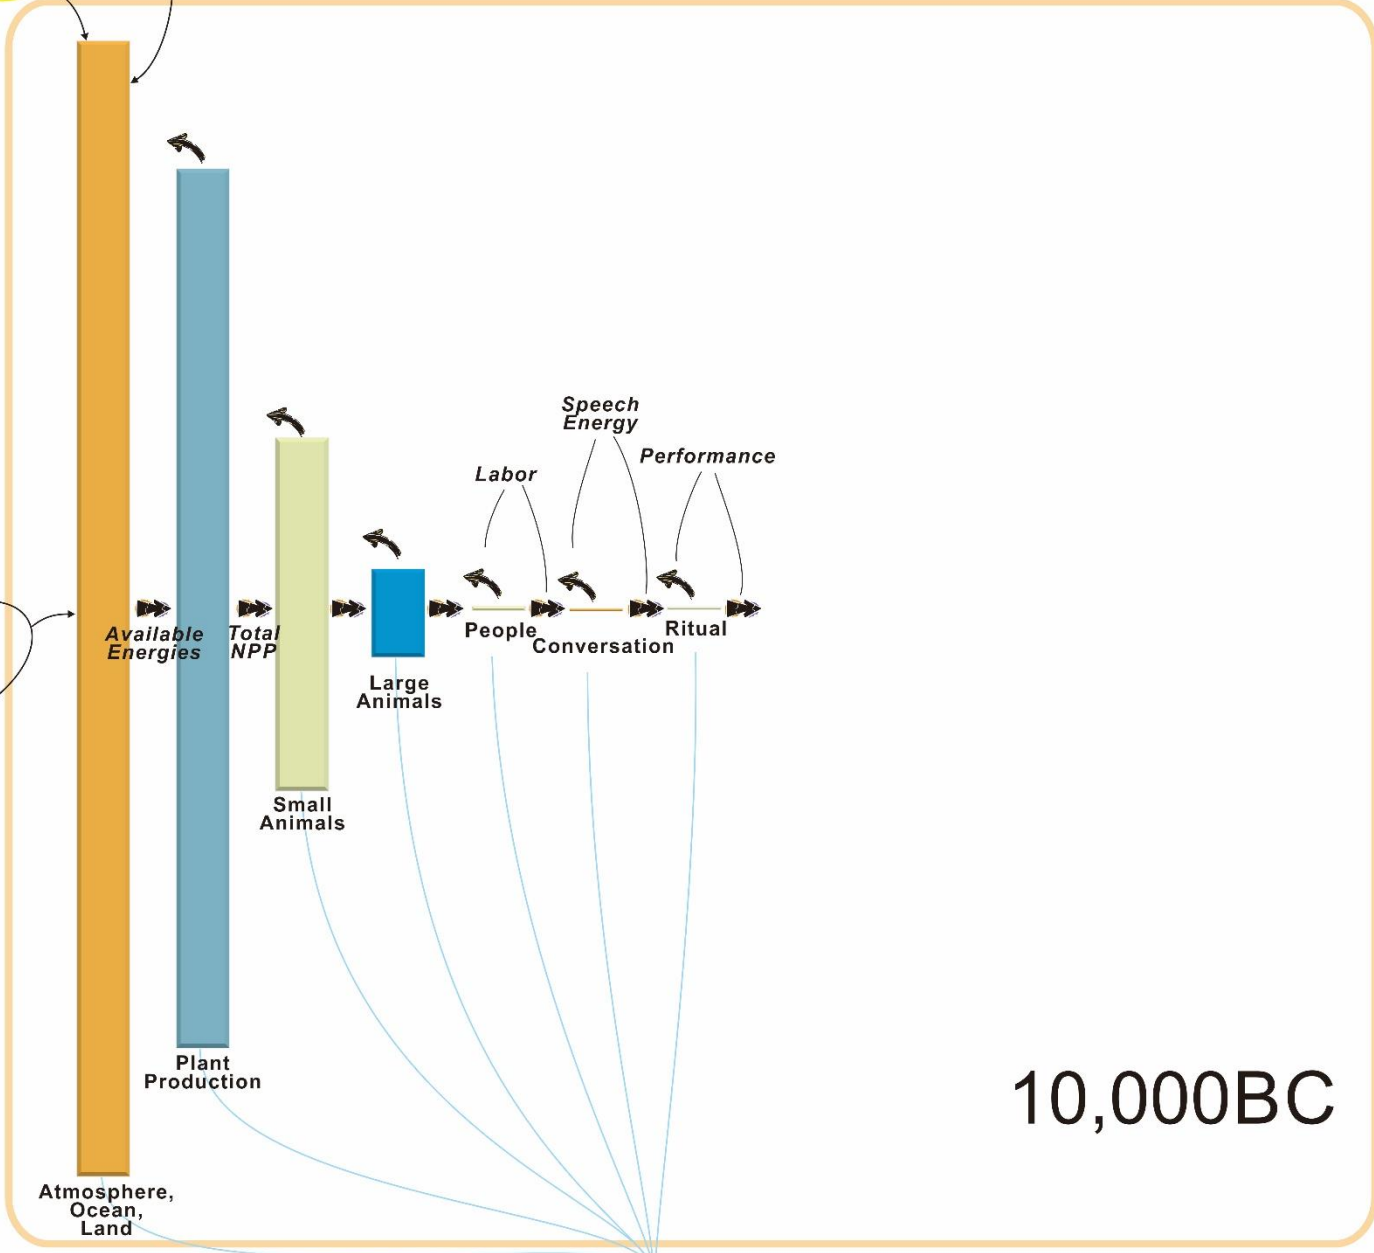 Speech
Energy
Performance
Labor
Available
Energies
Total
NPP
People
Conversation
Ritual
Large
Animals
Small
Animals
Plant
Production
10,000BC
Atmosphere,
Ocean,
Land